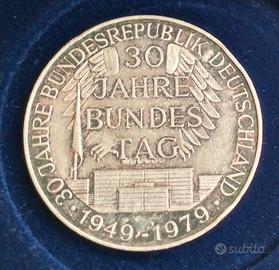 30 JAHRE BUNDESREPUBLIK DEUTSCHLAND
30
JAHRE
BUNDES
TAG
· 1949-1979 ·
subito